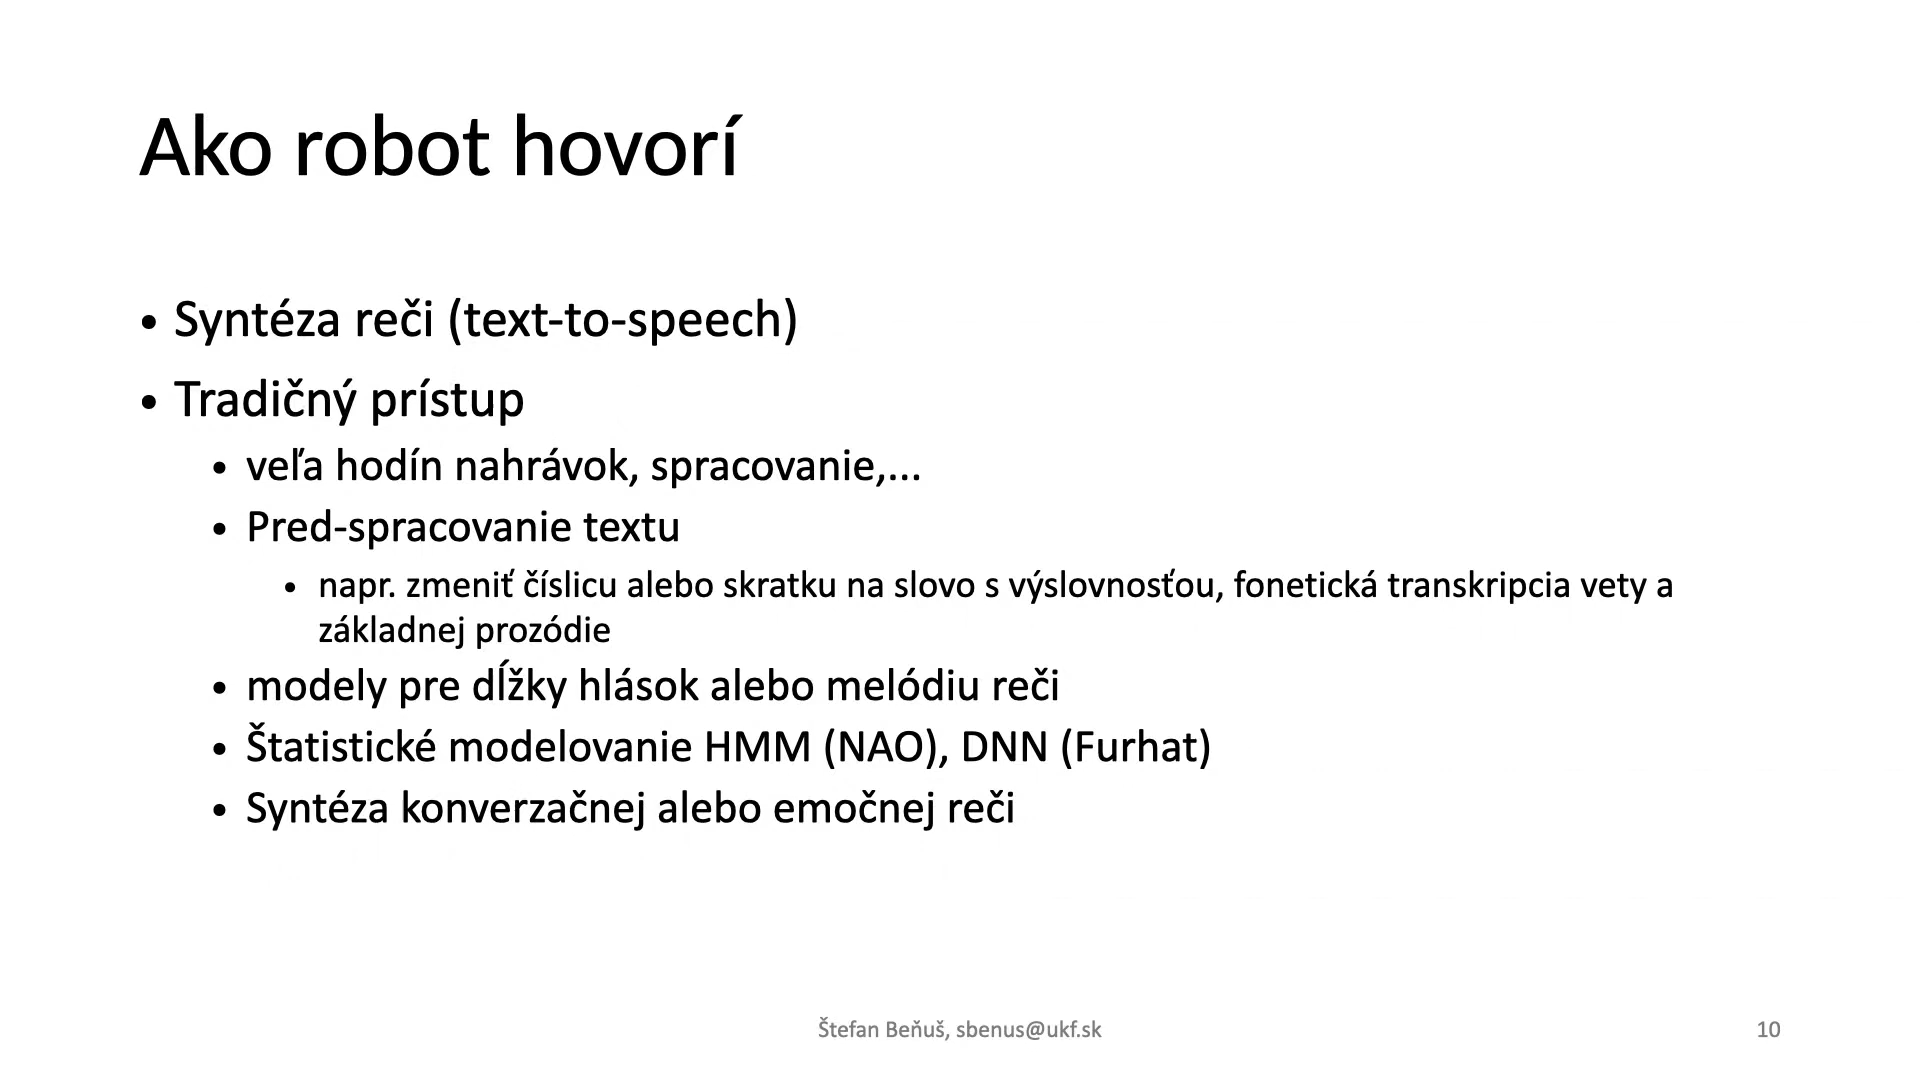 Ako robot hovorí
• Syntéza reči (text-to-speech)
• Tradičný prístup
• veľa hodín nahrávok, spracovanie,...
• Pred-spracovanie textu
• napr. zmeniť číslicu alebo skratku na slovo s výslovnosťou, fonetická transkripcia vety a
základnej prozódie
• modely pre dĺžky hlások alebo melódiu reči
• Štatistické modelovanie HMM (NAO), DNN (Furhat)
• Syntéza konverzačnej alebo emočnej reči
Štefan Beňuš, sbenus@ukf.sk
10